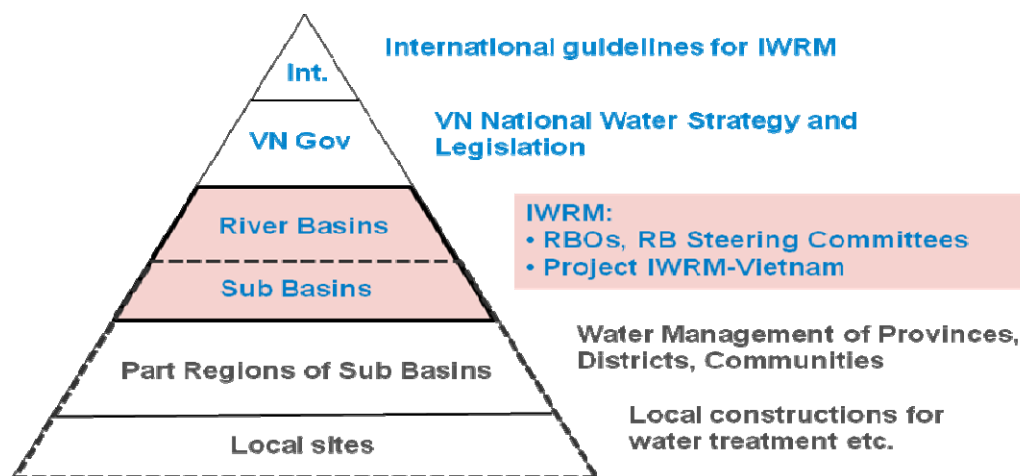 International guidelines for IWRM
Int.
VN Gov
VN National Water Strategy and
Legislation
River Basins
Sub Basins
IWRM:
• RBOs, RB Steering Committees
• Project IWRM-Vietnam
Part Regions of Sub Basins
Water Management of Provinces,
Districts, Communities
Local sites
Local constructions for
water treatment etc.